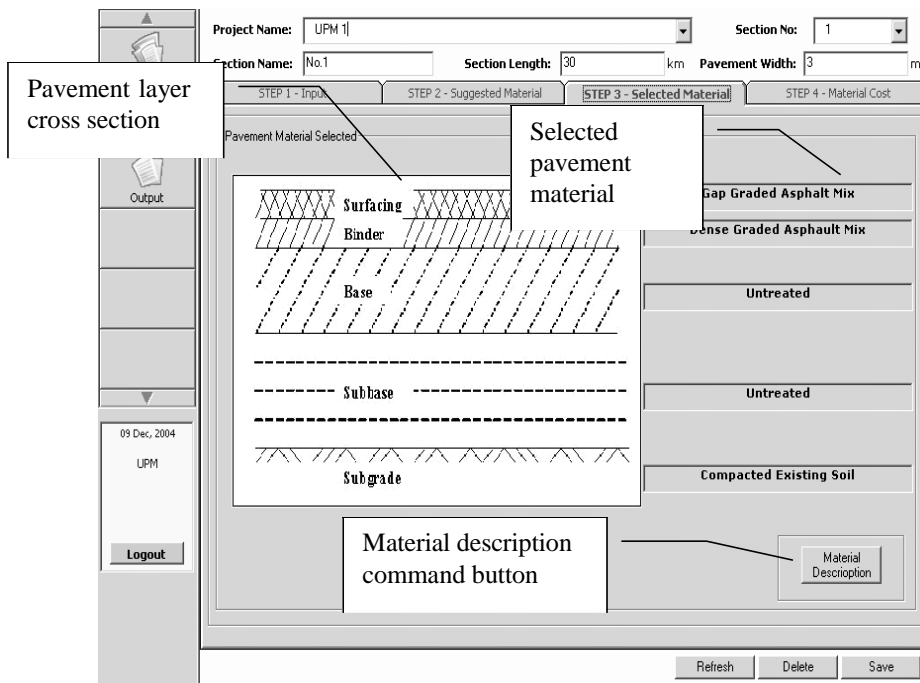 Project Name: UPM 1 Section No: 1
Section Name: No.1 Section Length: 30 km Pavement Width: 3 m
STEP 1 - Input STEP 2 - Suggested Material STEP 3 - Selected Material STEP 4 - Material Cost
Pavement layer
cross section
Pavement Material Selected
Selected
pavement
material
Output
Surfacing
Binder
Base
Subbase
Subgrade
Gap Graded Asphalt Mix
Dense Graded Asphault Mix
Untreated
Untreated
Compacted Existing Soil
09 Dec, 2004
UPM
Logout
Material description
command button
Material
Descrioption
Refresh Delete Save